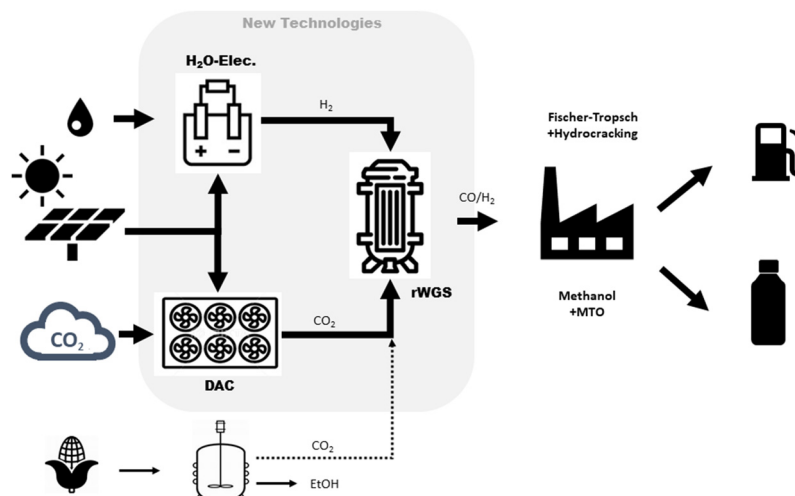 New Technologies
H₂O-Elec.
H₂
Fischer-Tropsch
+Hydrocracking
CO/H₂
rWGS
Methanol
+MTO
CO₂
CO₂
DAC
CO₂
EtOH